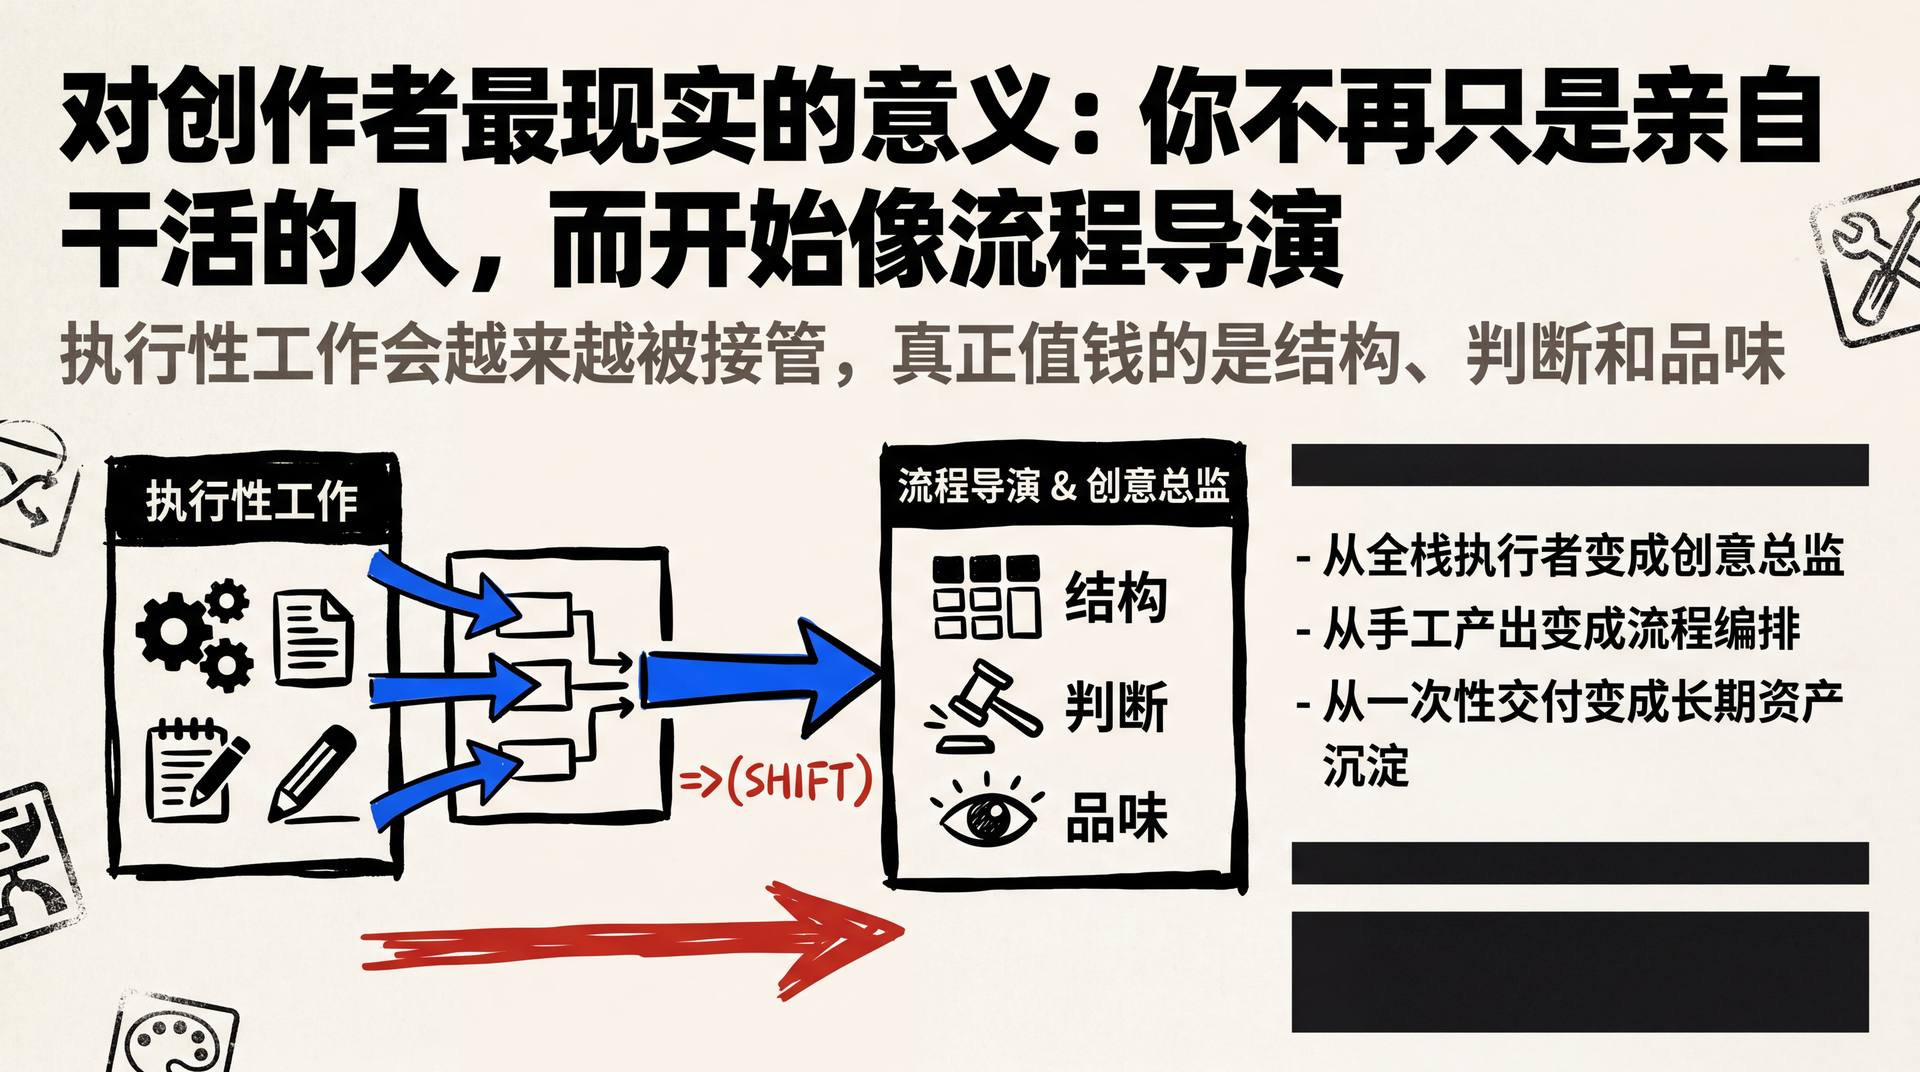 对创作者最现实的意义：你不再只是亲自
干活的人，而开始像流程导演
执行性工作会越来越被接管，真正值钱的是结构、判断和品味
执行性工作
=>(SHIFT)
流程导演 & 创意总监
结构
判断
品味
- 从全栈执行者变成创意总监
- 从手工产出变成流程编排
- 从一次性交付变成长期资产
沉淀